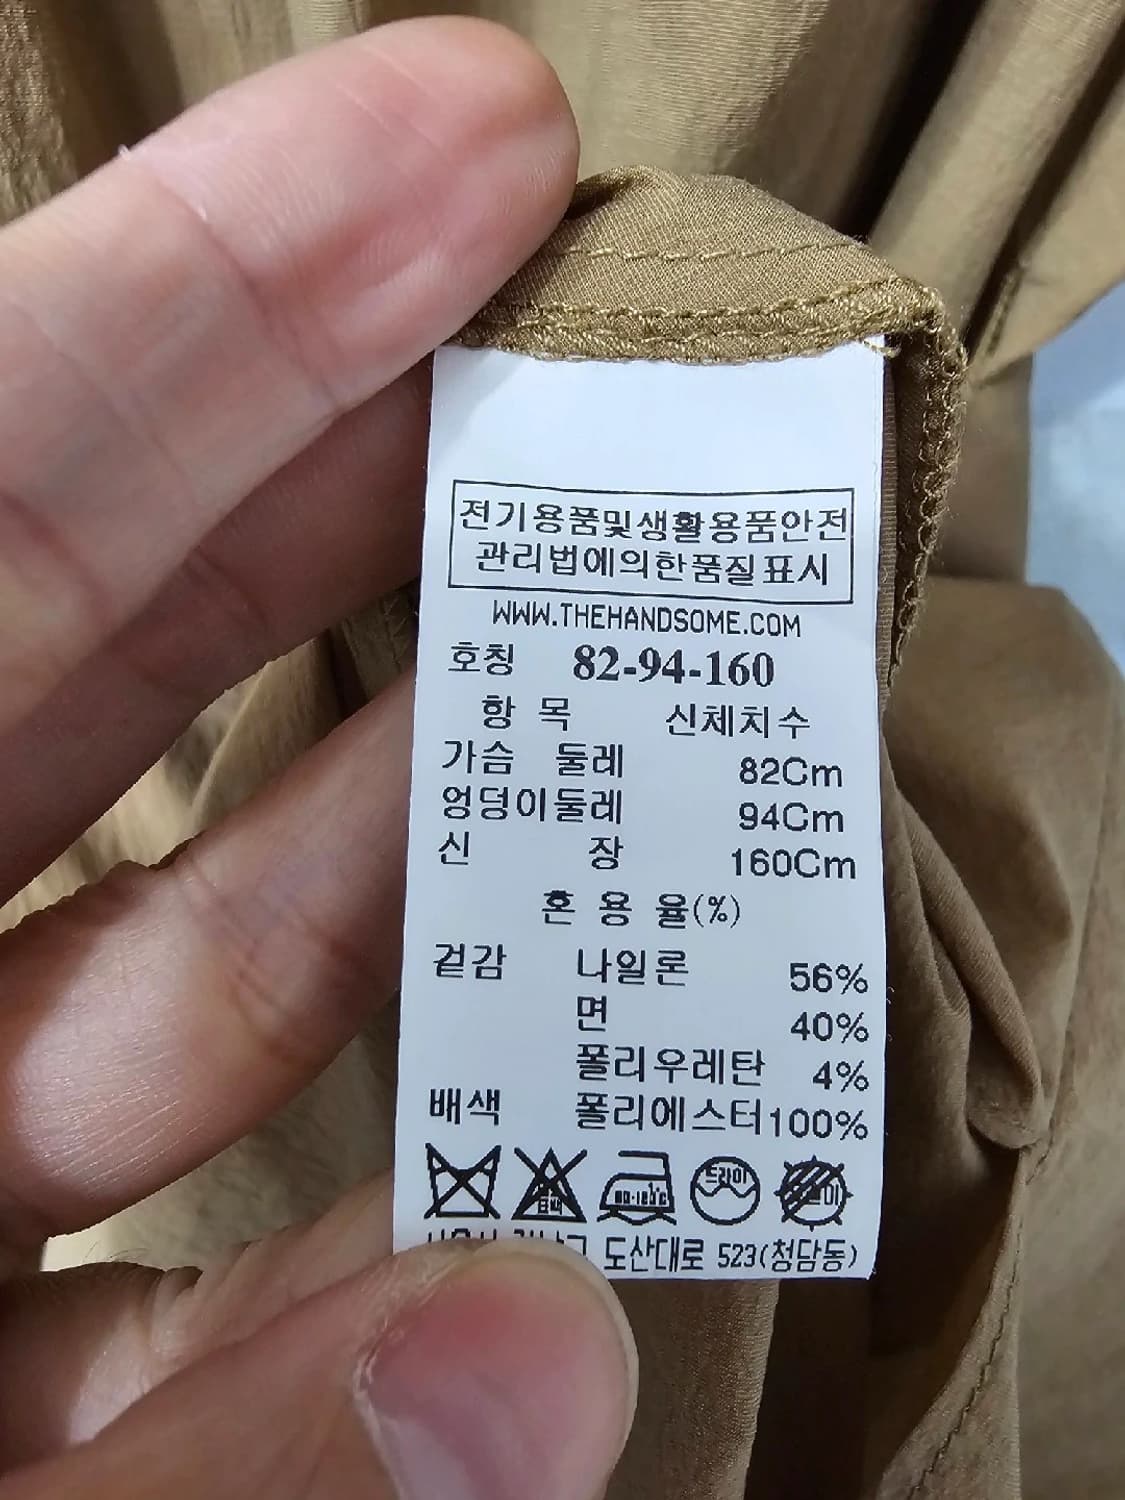 전기용품및생활용품안전
관리법에의한품질표시
WWW.THEHANDSOME.COM
호칭 82-94-160
항 목 신체치수
가슴 둘레 82Cm
엉덩이둘레 94Cm
신 장 160Cm
혼 용 율(%)
겉감 나일론 56%
면 40%
폴리우레탄 4%
배색 폴리에스터100%
드라이
도산대로 523(청담동)